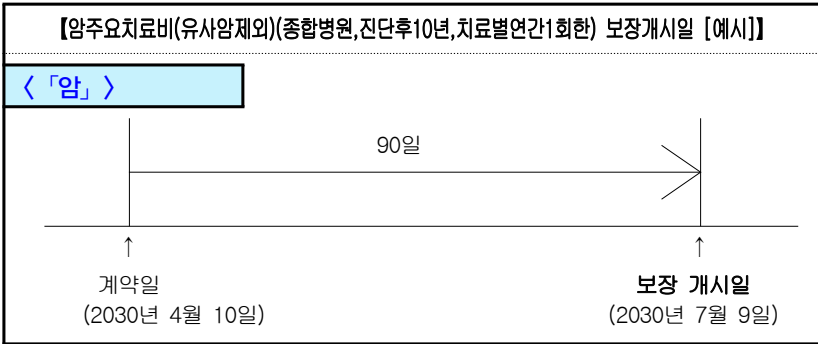 【암주요치료비(유사암제외)(종합병원,진단후10년,치료별연간1회한) 보장개시일 [예시]】
〈「암」〉
90일
↑ ↑
계약일 보장 개시일
(2030년 4월 10일) (2030년 7월 9일)